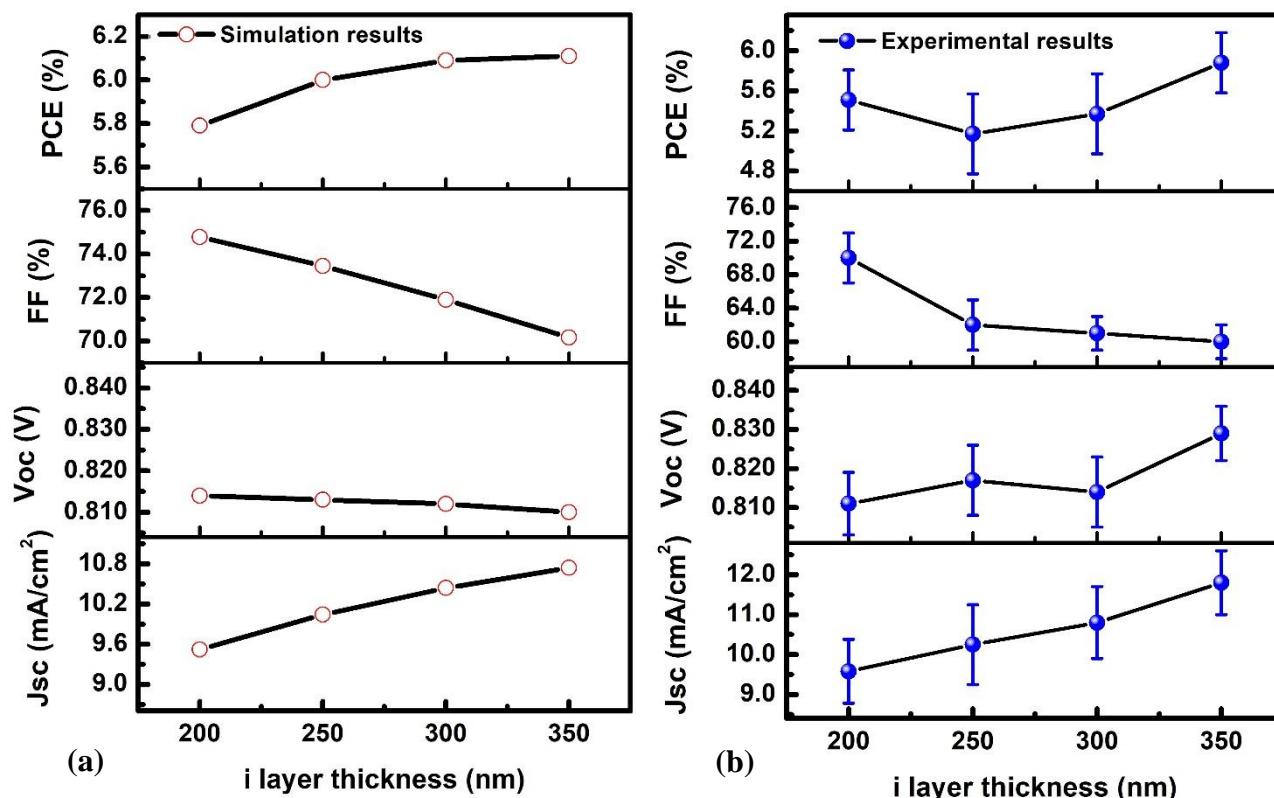 Simulation results
PCE (%)
6.2
6.0
5.8
5.6
FF (%)
76.0
74.0
72.0
70.0
Voc (V)
0.840
0.830
0.820
0.810
Jsc (mA/cm²)
10.8
10.2
9.6
9.0
200 250 300 350
(a)
i layer thickness (nm)
Experimental results
PCE (%)
6.0
5.6
5.2
4.8
FF (%)
76.0
72.0
68.0
64.0
60.0
Voc (V)
0.840
0.830
0.820
0.810
Jsc (mA/cm²)
12.0
11.0
10.0
9.0
200 250 300 350
(b)
i layer thickness (nm)